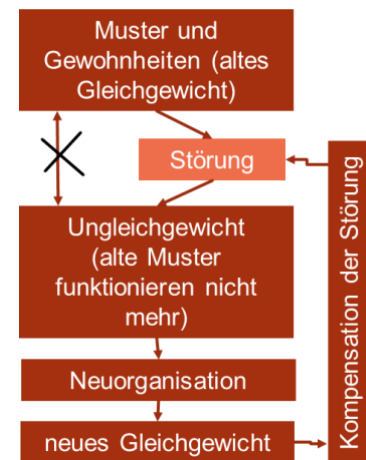 Muster und
Gewohnheiten (altes
Gleichgewicht)
Störung
Ungleichgewicht
(alte Muster
funktionieren nicht
mehr)
Neuorganisation
neues Gleichgewicht
Kompensation der Störung